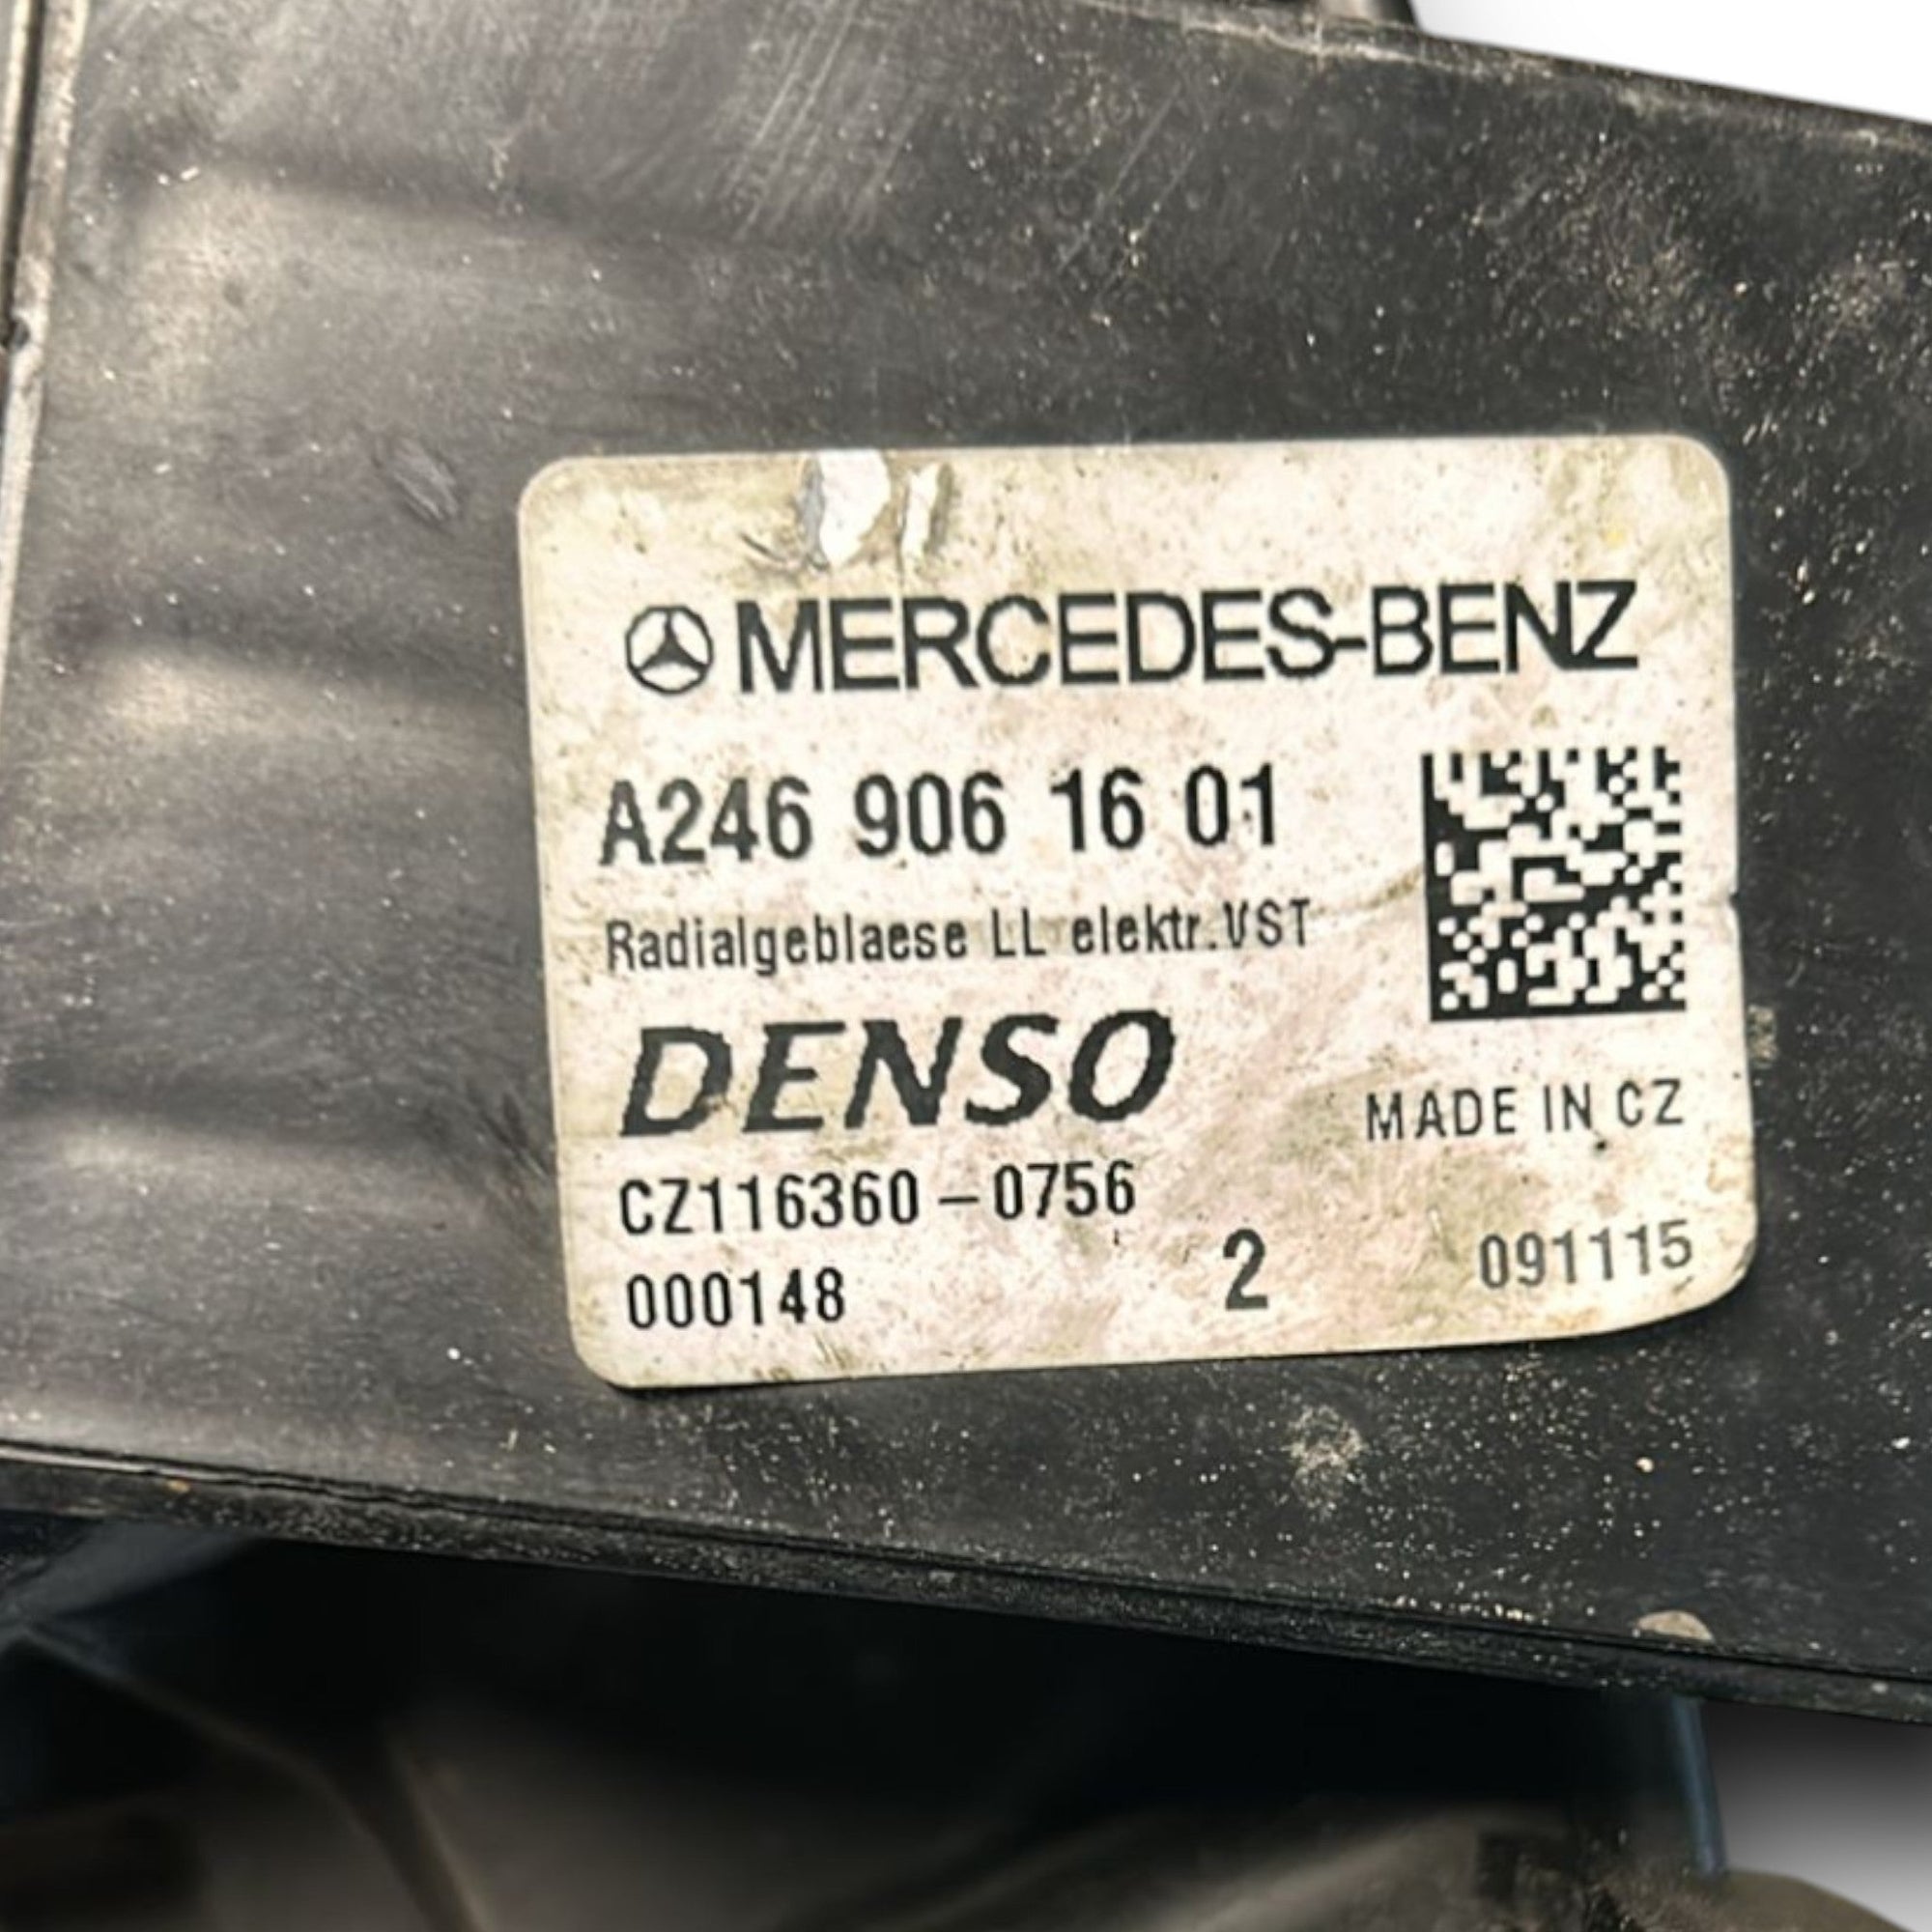 MERCEDES-BENZ
A246 906 16 01
Radialgeblaese LL elektr.VST
DENSO
MADE IN CZ
CZ116360-0756
000148 2 091115